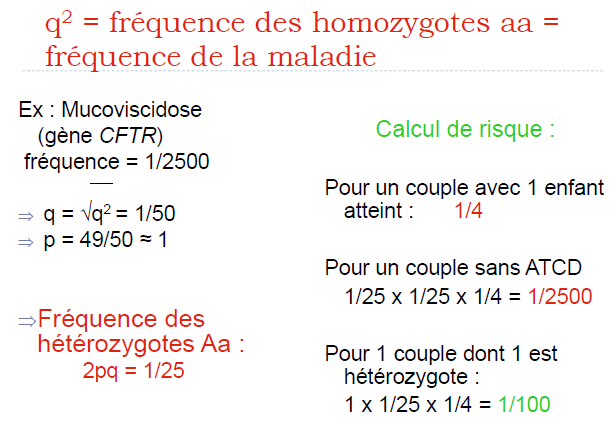 q² = fréquence des homozygotes aa =
fréquence de la maladie
Ex : Mucoviscidose
(gène CFTR)
fréquence = 1/2500
⇒ q = √q² = 1/50
⇒ p = 49/50 ≈ 1
⇒Fréquence des
hétérozygotes Aa :
2pq = 1/25
Calcul de risque :
Pour un couple avec 1 enfant
atteint : 1/4
Pour un couple sans ATCD
1/25 x 1/25 x 1/4 = 1/2500
Pour 1 couple dont 1 est
hétérozygote :
1 x 1/25 x 1/4 = 1/100